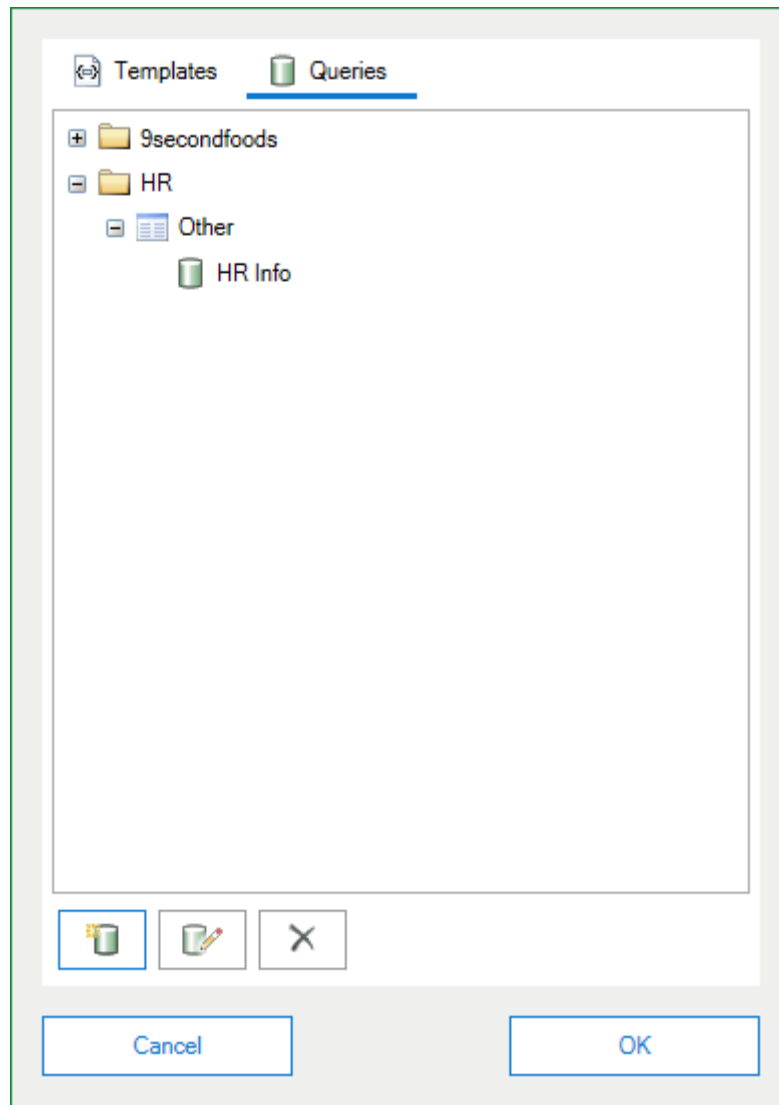 Templates Queries
9secondfoods
HR
Other
HR Info
Cancel OK